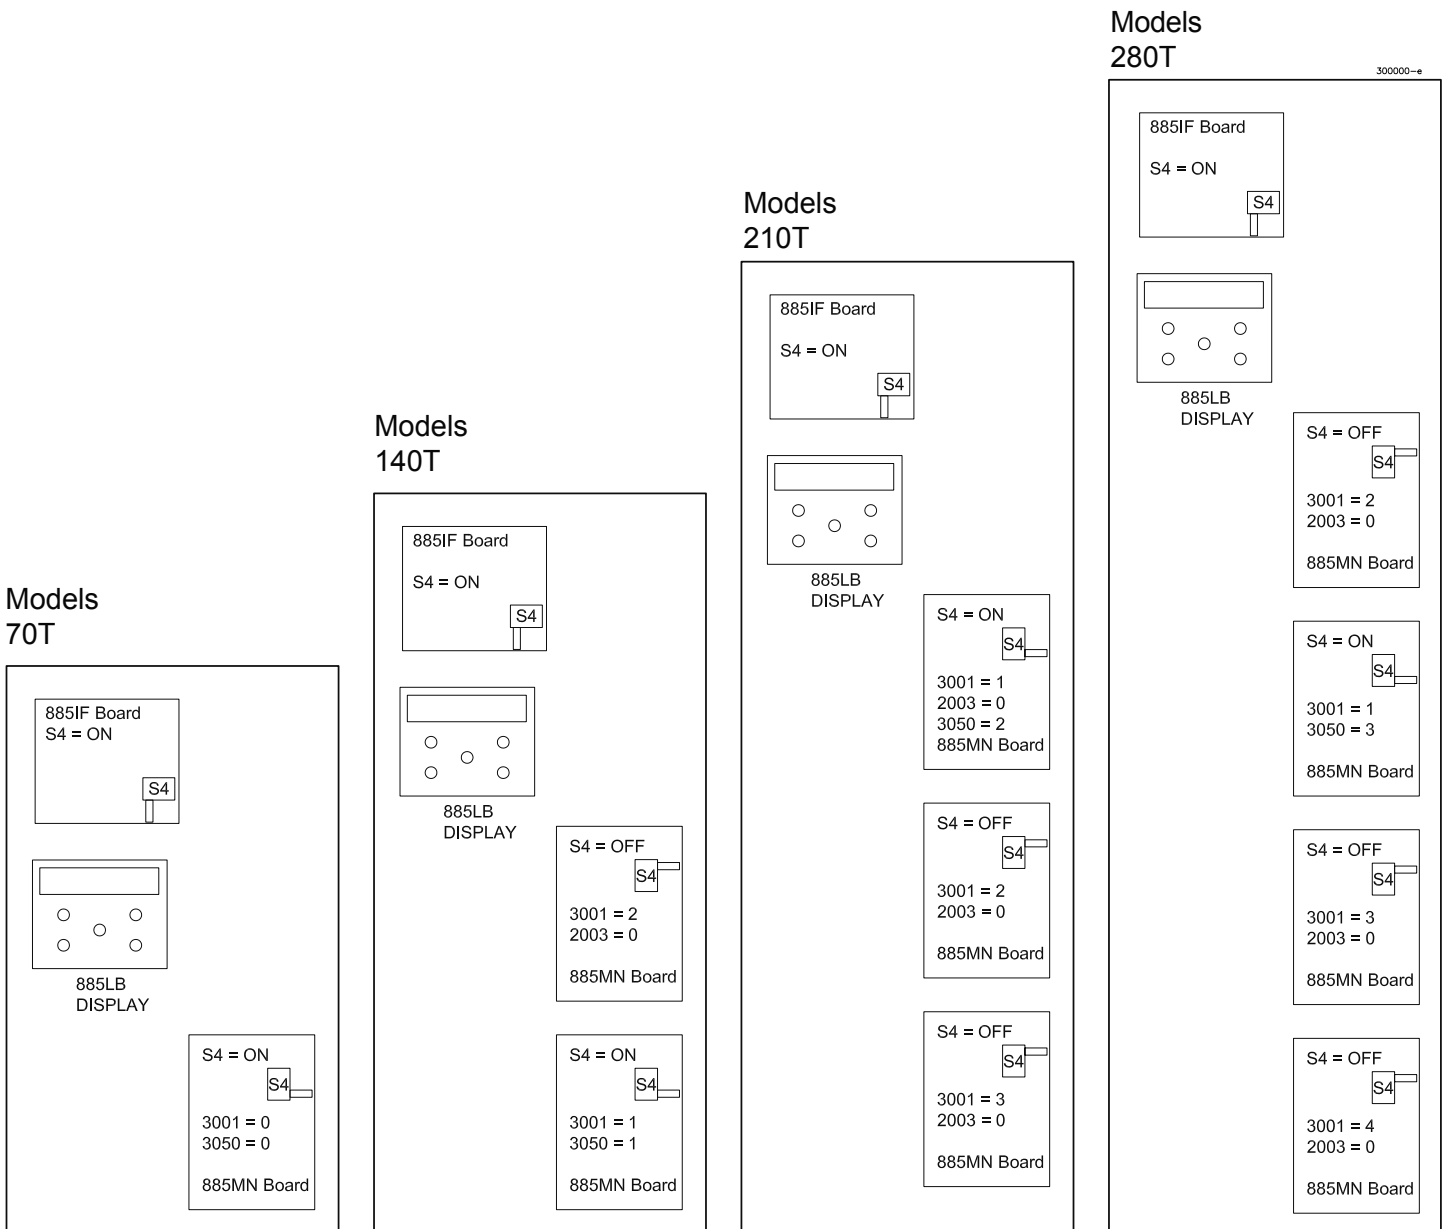 Models
70T
885IF Board
S4 = ON
S4
885LB
DISPLAY
S4 = ON
S4
3001 = 0
3050 = 0
885MN Board
Models
140T
885IF Board
S4 = ON
S4
885LB
DISPLAY
S4 = OFF
S4
3001 = 2
2003 = 0
885MN Board
S4 = ON
S4
3001 = 1
3050 = 1
885MN Board
Models
210T
885IF Board
S4 = ON
S4
885LB
DISPLAY
S4 = ON
S4
3001 = 1
2003 = 0
3050 = 2
885MN Board
S4 = OFF
S4
3001 = 2
2003 = 0
885MN Board
S4 = OFF
S4
3001 = 3
2003 = 0
885MN Board
Models
280T
300000-e
885IF Board
S4 = ON
S4
885LB
DISPLAY
S4 = OFF
S4
3001 = 2
2003 = 0
885MN Board
S4 = ON
S4
3001 = 1
3050 = 3
885MN Board
S4 = OFF
S4
3001 = 3
2003 = 0
885MN Board
S4 = OFF
S4
3001 = 4
2003 = 0
885MN Board